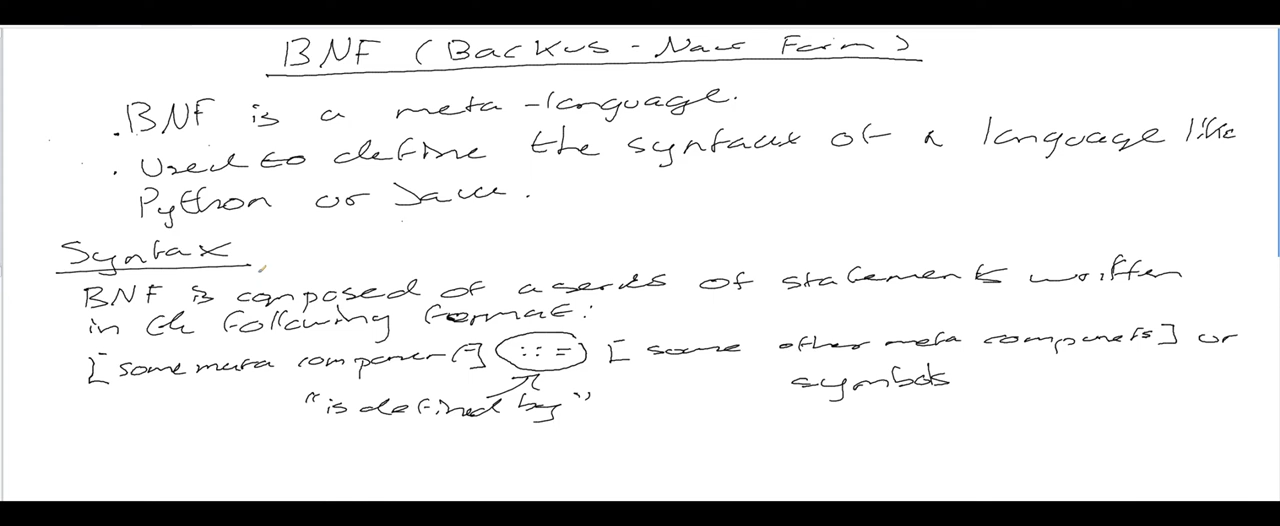 BNF (Backus - Naur Form)
. BNF is a meta-language.
. Used to define the syntaux of a language like
Python or Java.
Syntax
BNF is composed of a series of statements written
in the following format:
[some meta component] ::= [some other meta componets] or
symbols
"is defined by"